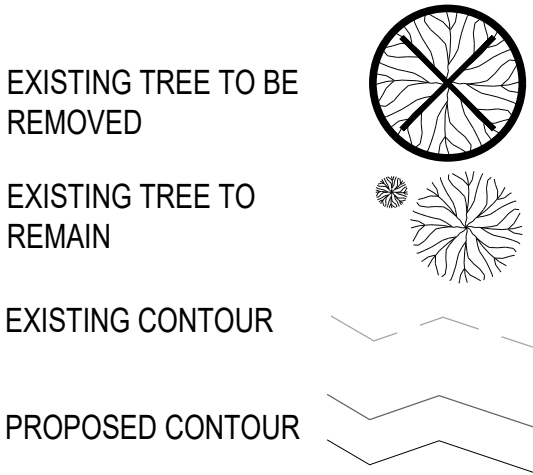 EXISTING TREE TO BE
REMOVED
EXISTING TREE TO
REMAIN
EXISTING CONTOUR
PROPOSED CONTOUR